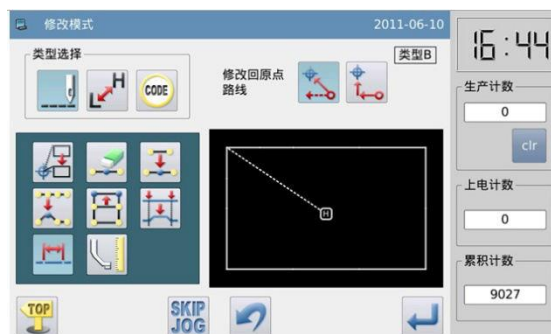 修改模式
2011-06-10
16:44
类型选择
类型B
H
CODE
修改回原点
路线
生产计数
0
clr
上电计数
0
H
累积计数
9027
TOP
SKIP
JOG